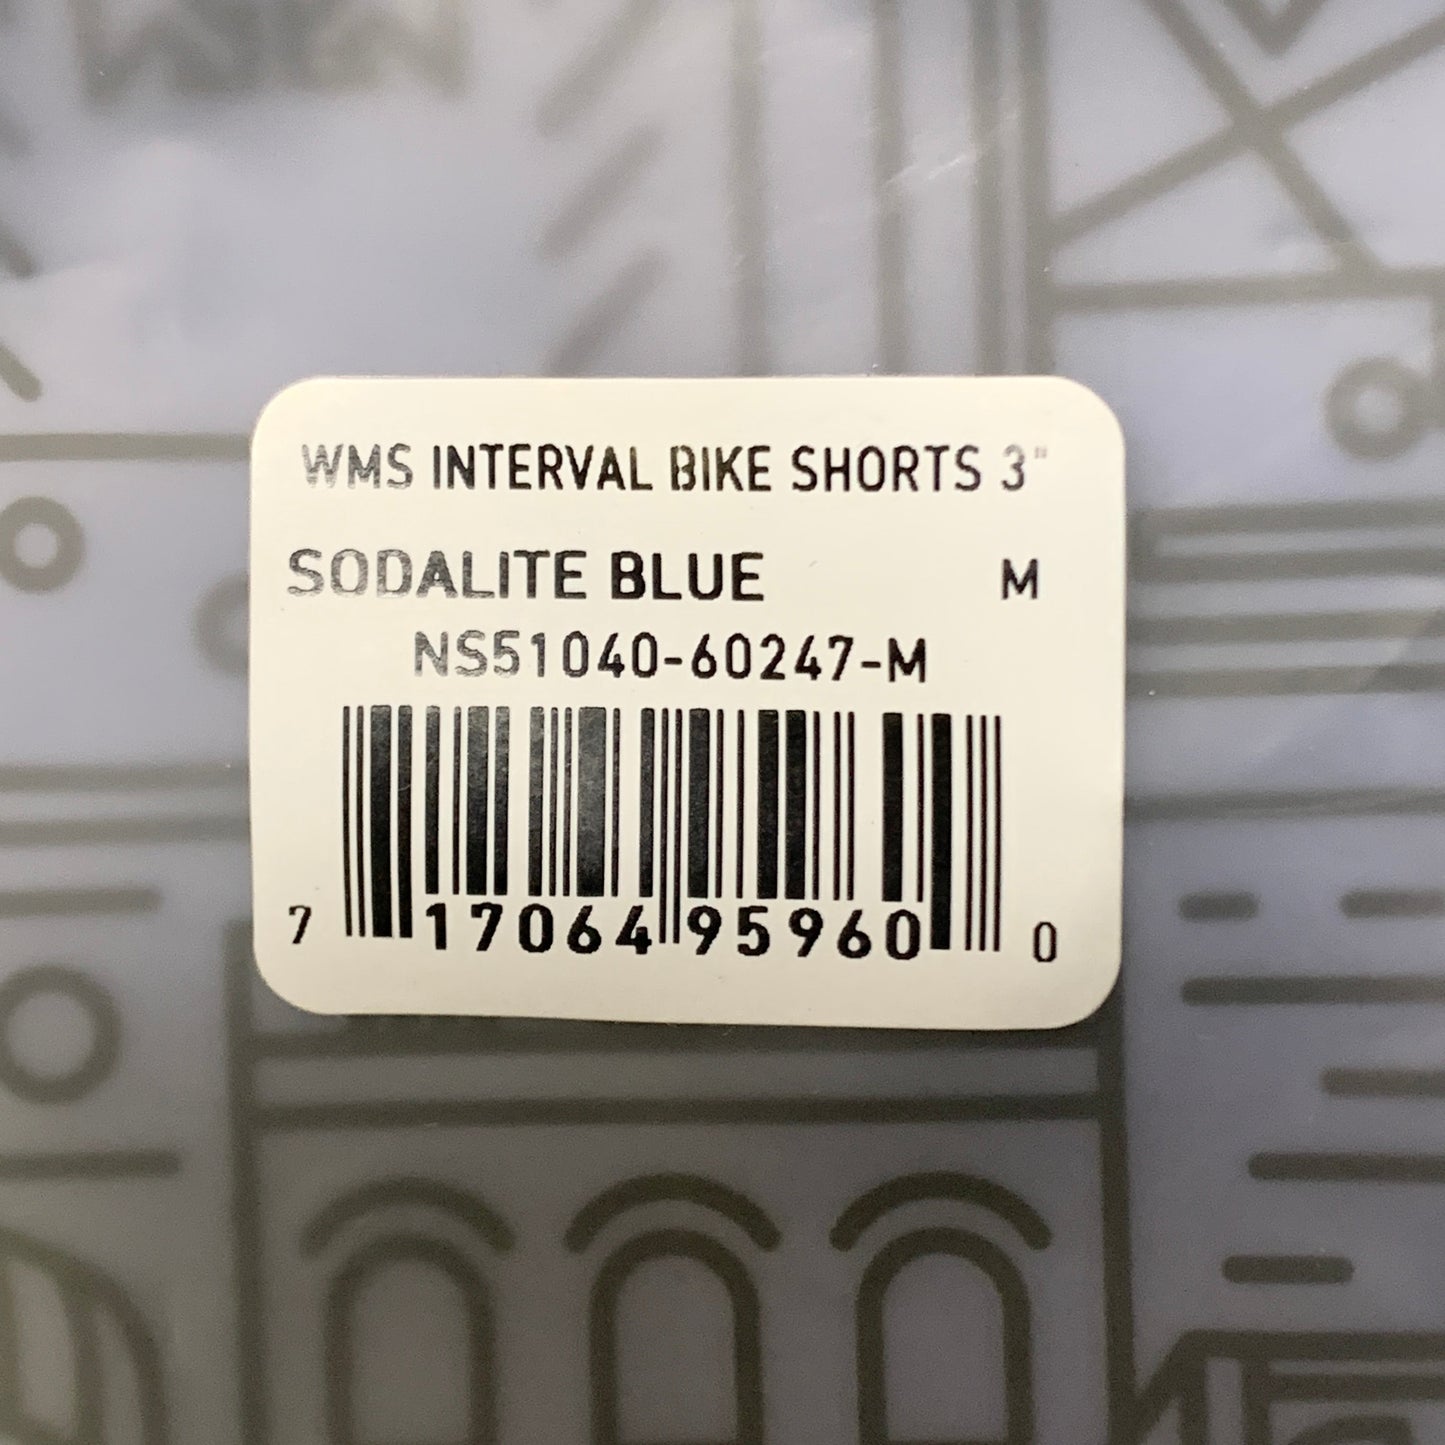 WMS INTERVAL BIKE SHORTS 3"
SODALITE BLUE M
NS51040-60247-M
7 17064 95960 0